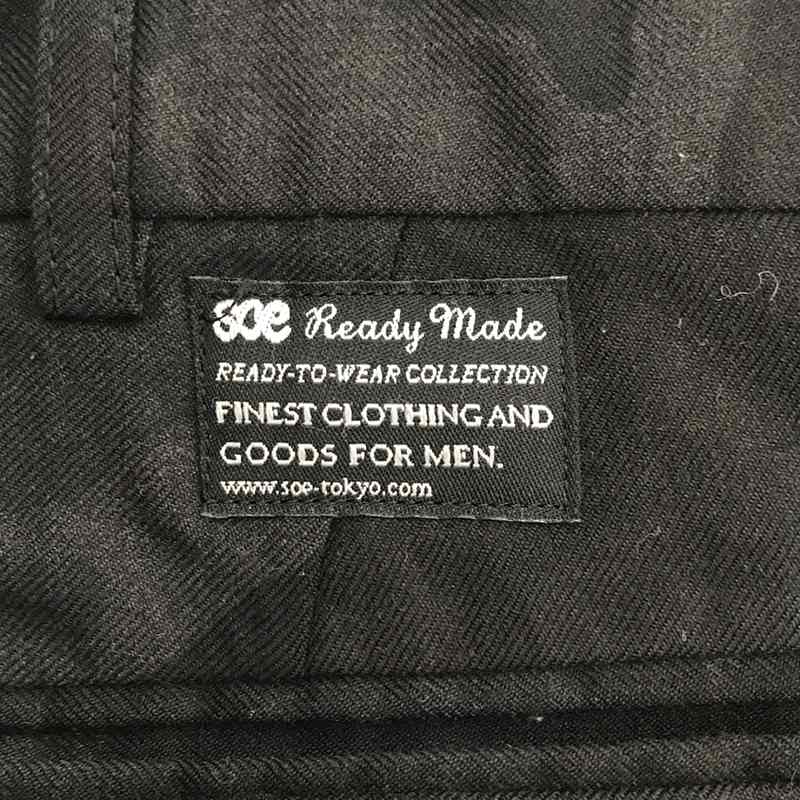 soe Ready Made
READY-TO-WEAR COLLECTION
FINEST CLOTHING AND
GOODS FOR MEN.
www.soe-tokyo.com